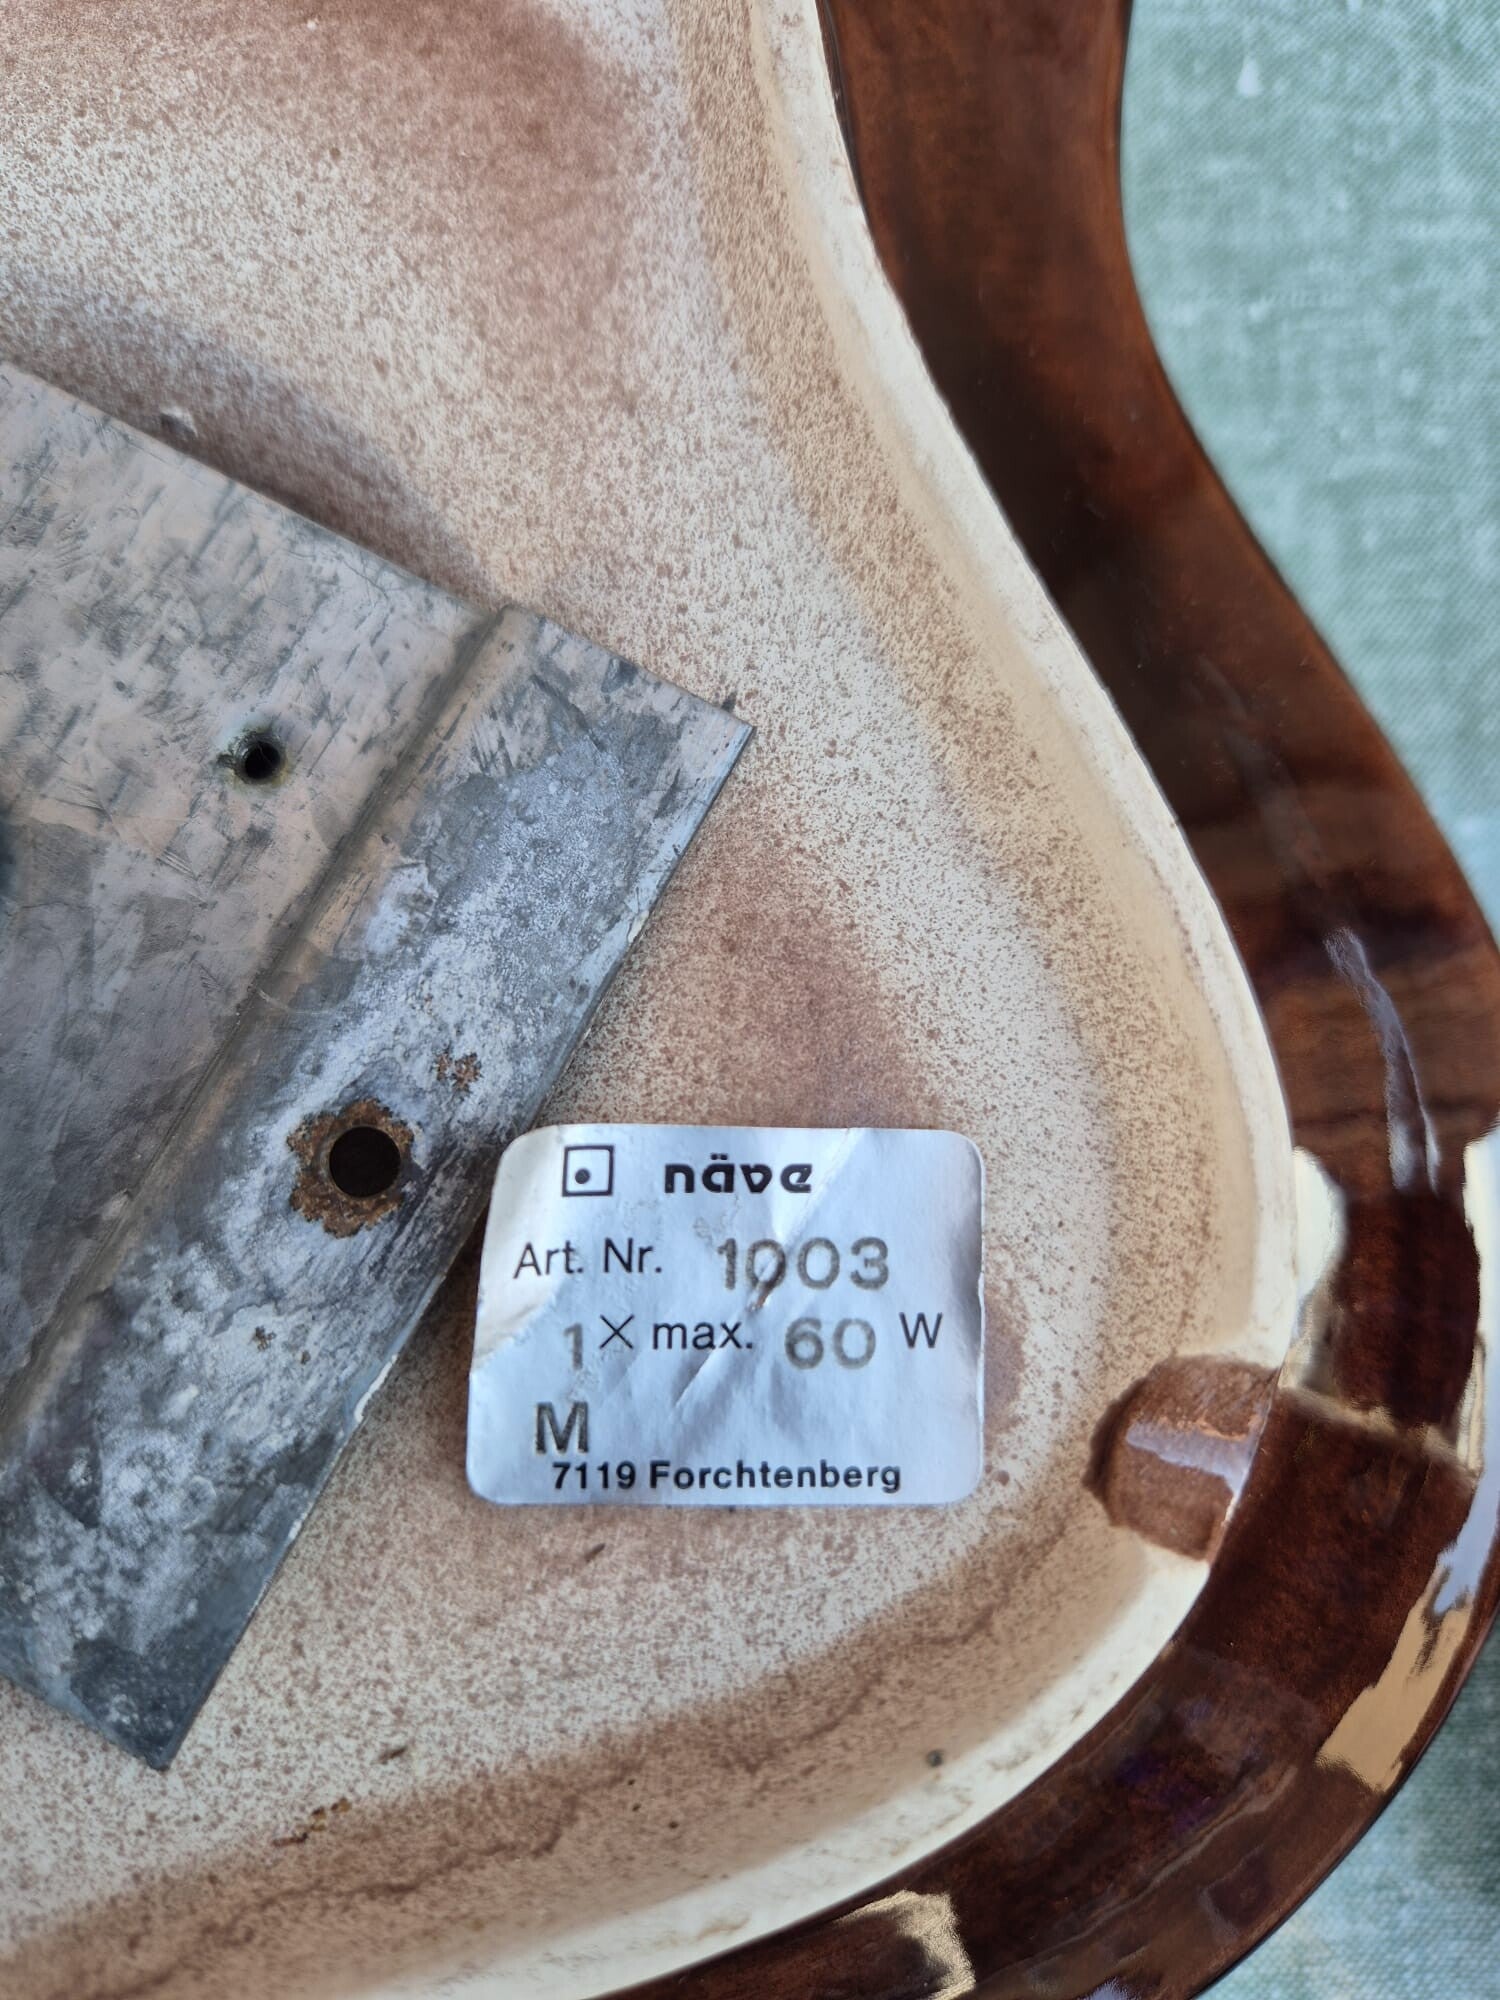 näve
Art. Nr. 1003
1 × max. 60 W
M
7119 Forchtenberg